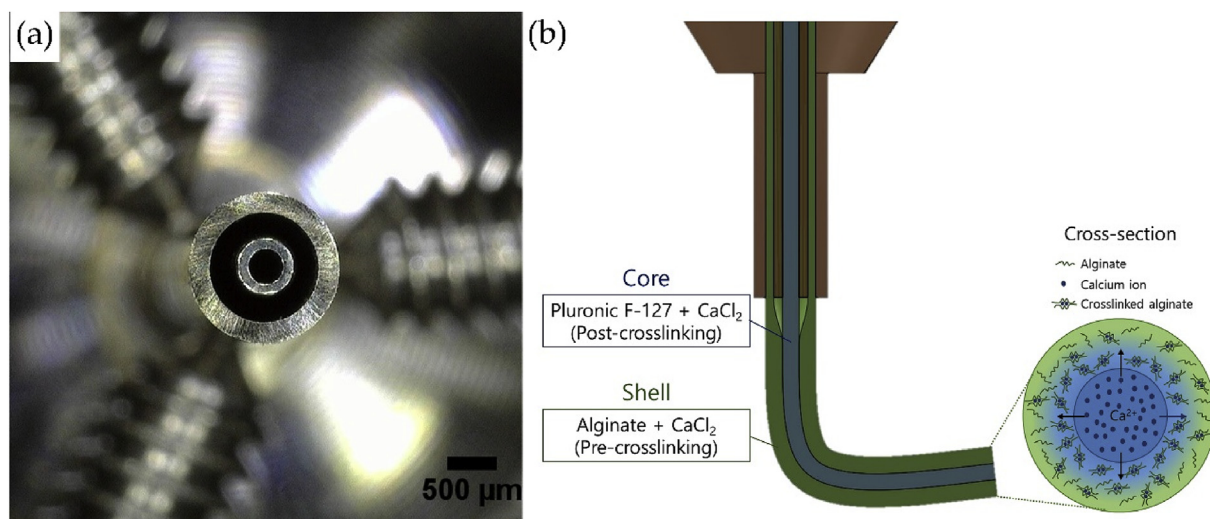 (a)
500 µm
(b)
Core
Pluronic F-127 + CaCl₂
(Post-crosslinking)
Shell
Alginate + CaCl₂
(Pre-crosslinking)
Cross-section
Alginate
Calcium ion
Crosslinked alginate
Ca²⁺